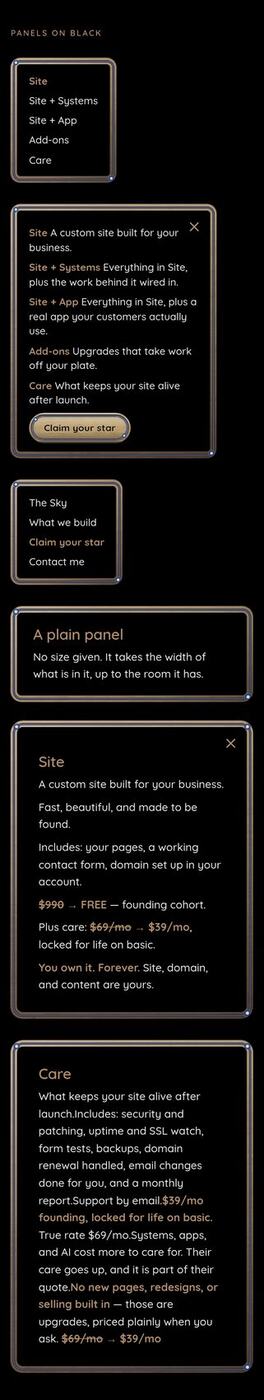 PANELS ON BLACK
Site
Site + Systems
Site + App
Add-ons
Care
Site A custom site built for your
business.
Site + Systems Everything in Site,
plus the work behind it wired in.
Site + App Everything in Site, plus a
real app your customers actually
use.
Add-ons Upgrades that take work
off your plate.
Care What keeps your site alive
after launch.
Claim your star
The Sky
What we build
Claim your star
Contact me
A plain panel
No size given. It takes the width of
what is in it, up to the room it has.
Site
A custom site built for your business.
Fast, beautiful, and made to be
found.
Includes: your pages, a working
contact form, domain set up in your
account.
$990 → FREE — founding cohort.
Plus care: $69/mo → $39/mo,
locked for life on basic.
You own it. Forever. Site, domain,
and content are yours.
Care
What keeps your site alive after
launch.Includes: security and
patching, uptime and SSL watch,
form tests, backups, domain
renewal handled, email changes
done for you, and a monthly
report.Support by email.$39/mo
founding, locked for life on basic.
True rate $69/mo.Systems, apps,
and AI cost more to care for. Their
care goes up, and it is part of their
quote.No new pages, redesigns, or
selling built in — those are
upgrades, priced plainly when you
ask. $69/mo → $39/mo